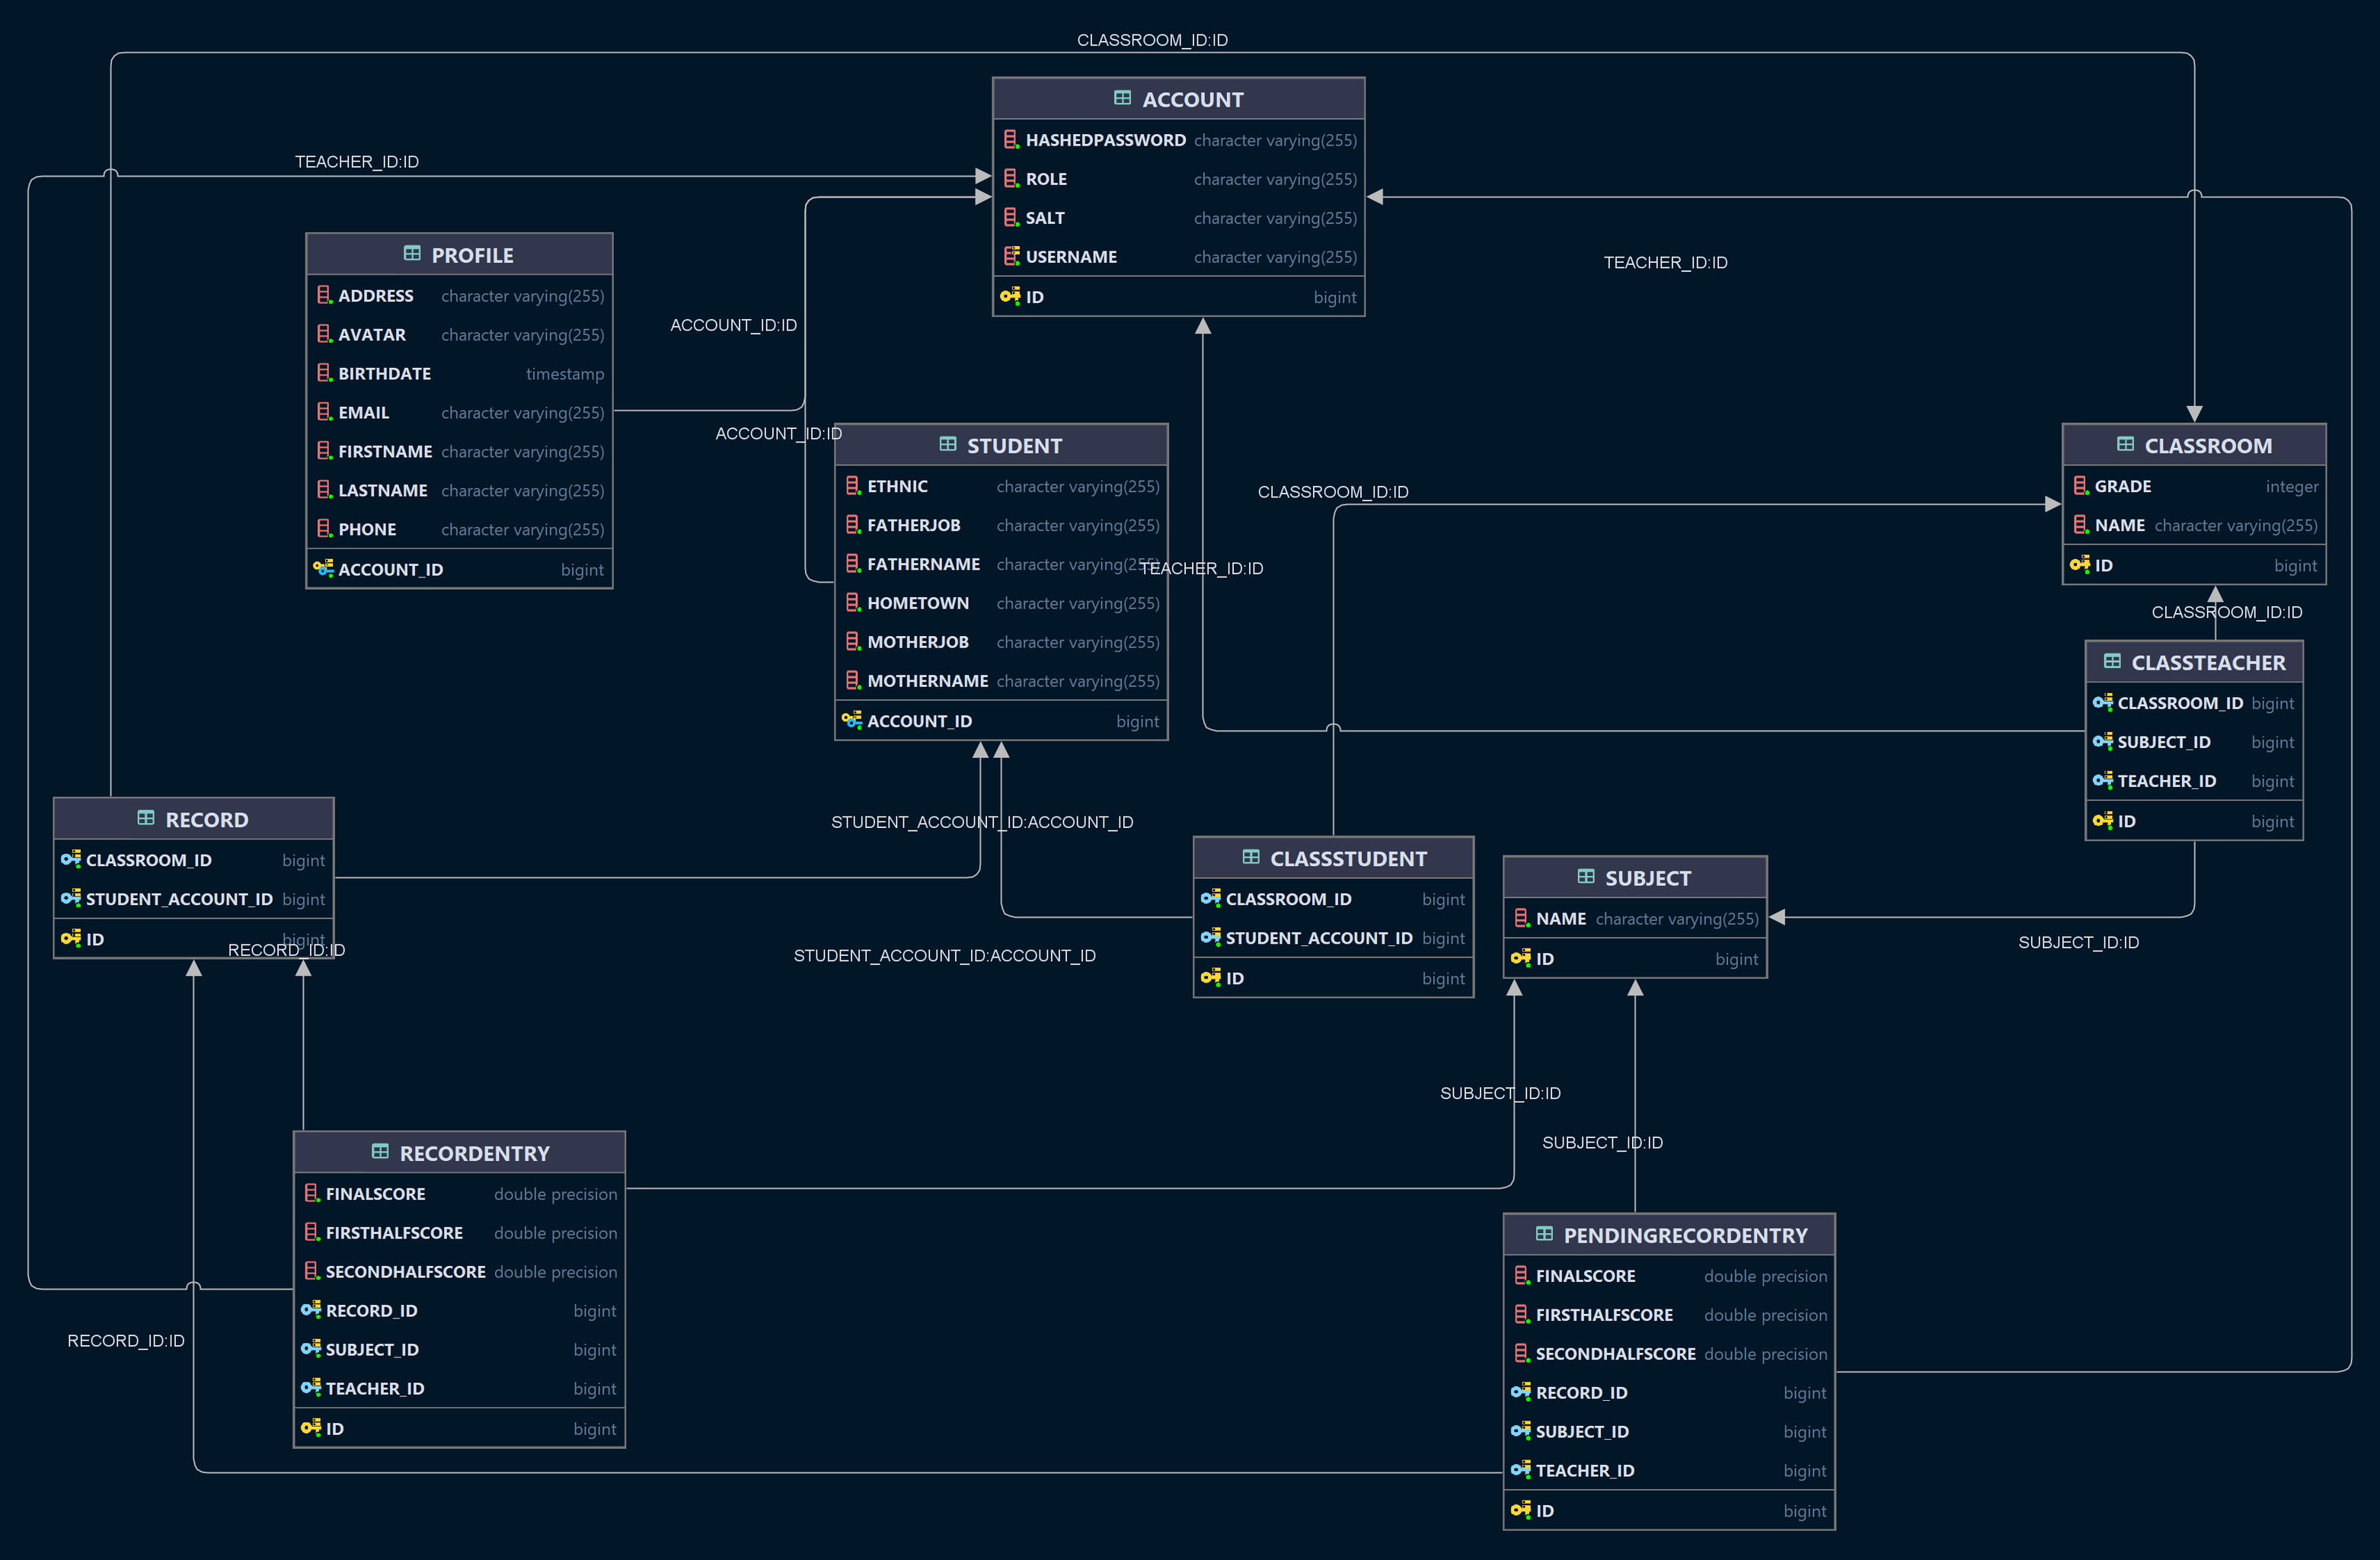 CLASSROOM_ID:ID
ACCOUNT
HASHEDPASSWORD character varying(255)
ROLE character varying(255)
SALT character varying(255)
USERNAME character varying(255)
ID bigint
TEACHER_ID:ID
TEACHER_ID:ID
PROFILE
ADDRESS character varying(255)
AVATAR character varying(255)
BIRTHDATE timestamp
EMAIL character varying(255)
FIRSTNAME character varying(255)
LASTNAME character varying(255)
PHONE character varying(255)
ACCOUNT_ID bigint
ACCOUNT_ID:ID
ACCOUNT_ID:ID
STUDENT
ETHNIC character varying(255)
FATHERJOB character varying(255)
FATHERNAME character varying(255)
HOMETOWN character varying(255)
MOTHERJOB character varying(255)
MOTHERNAME character varying(255)
ACCOUNT_ID bigint
TEACHER_ID:ID
CLASSROOM_ID:ID
CLASSROOM
GRADE integer
NAME character varying(255)
ID bigint
CLASSROOM_ID:ID
CLASSTEACHER
CLASSROOM_ID bigint
SUBJECT_ID bigint
TEACHER_ID bigint
ID bigint
RECORD
CLASSROOM_ID bigint
STUDENT_ACCOUNT_ID bigint
ID bigint
RECORD_ID:ID
STUDENT_ACCOUNT_ID:ACCOUNT_ID
STUDENT_ACCOUNT_ID:ACCOUNT_ID
CLASSSTUDENT
CLASSROOM_ID bigint
STUDENT_ACCOUNT_ID bigint
ID bigint
SUBJECT
NAME character varying(255)
ID bigint
SUBJECT_ID:ID
SUBJECT_ID:ID
SUBJECT_ID:ID
RECORDENTRY
FINALSCORE double precision
FIRSTHALFSCORE double precision
SECONDHALFSCORE double precision
RECORD_ID bigint
SUBJECT_ID bigint
TEACHER_ID bigint
ID bigint
RECORD_ID:ID
PENDINGRECORDENTRY
FINALSCORE double precision
FIRSTHALFSCORE double precision
SECONDHALFSCORE double precision
RECORD_ID bigint
SUBJECT_ID bigint
TEACHER_ID bigint
ID bigint